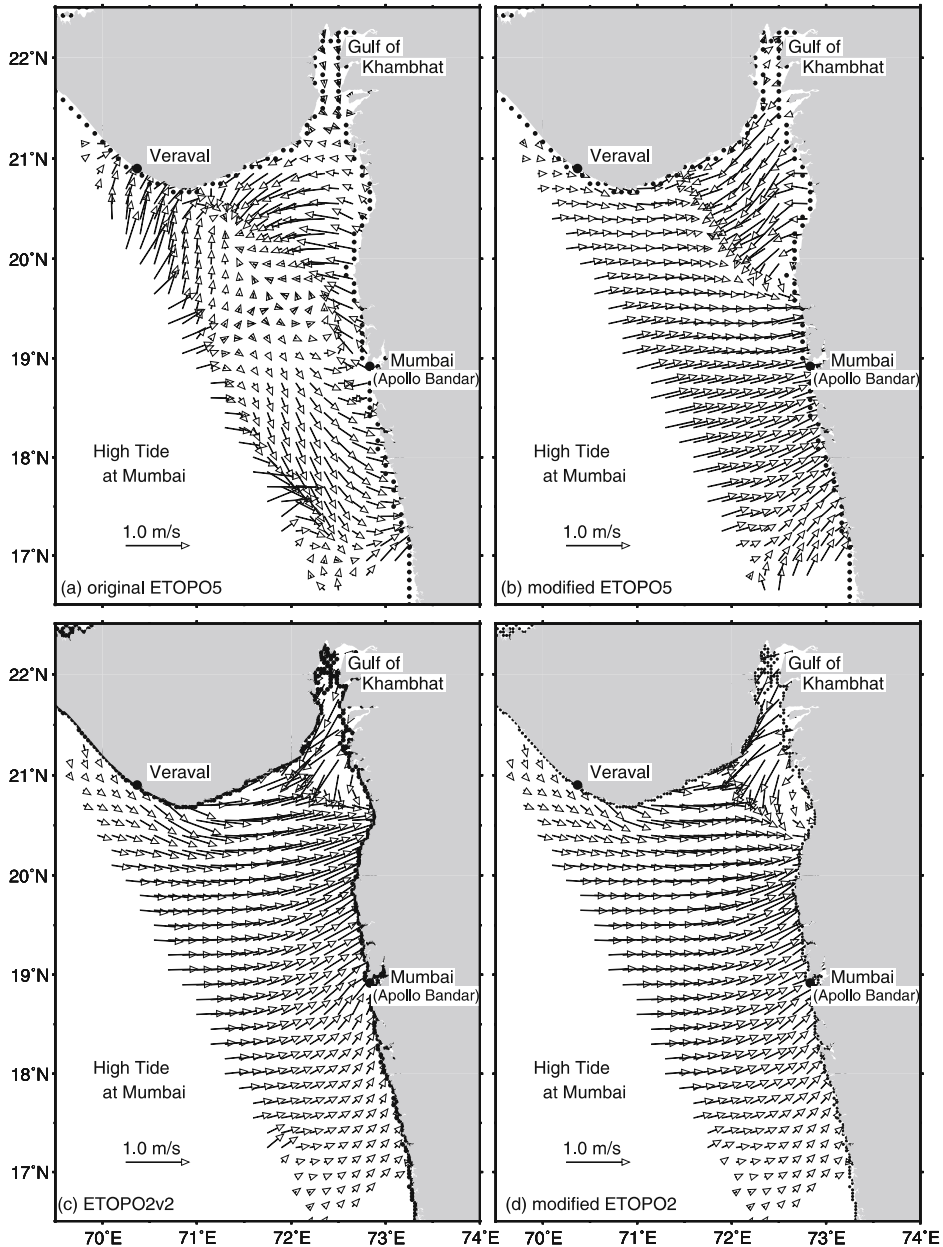 22˚N
21˚N
20˚N
19˚N
18˚N
17˚N
Gulf of
Khambhat
Veraval
Mumbai
(Apollo Bandar)
High Tide
at Mumbai
1.0 m/s
(a) original ETOPO5
Gulf of
Khambhat
Veraval
Mumbai
(Apollo Bandar)
High Tide
at Mumbai
1.0 m/s
(b) modified ETOPO5
22˚N
21˚N
20˚N
19˚N
18˚N
17˚N
Gulf of
Khambhat
Veraval
Mumbai
(Apollo Bandar)
High Tide
at Mumbai
1.0 m/s
(c) ETOPO2v2
Gulf of
Khambhat
Veraval
Mumbai
(Apollo Bandar)
High Tide
at Mumbai
1.0 m/s
(d) modified ETOPO2
70˚E 71˚E 72˚E 73˚E 74˚E 70˚E 71˚E 72˚E 73˚E 74˚E